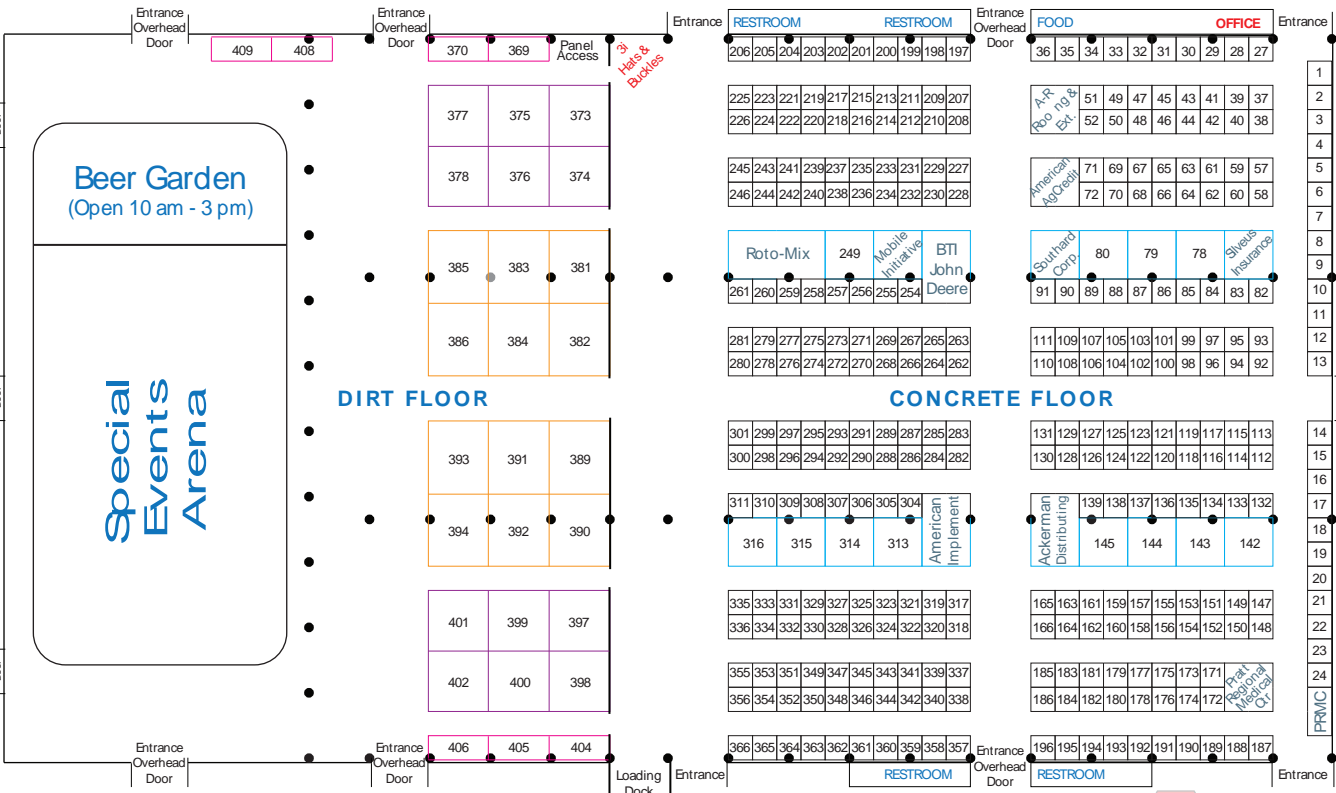 Entrance
Overhead
Door
Entrance
Overhead
Door
Entrance
RESTROOM RESTROOM
Entrance
Overhead
Door
FOOD OFFICE
Entrance
409 408
370 369
Panel
Access
3i
Hats &
Buckles
206 205 204 203 202 201 200 199 198 197
36 35 34 33 32 31 30 29 28 27
1
2
3
4
5
6
7
8
9
10
11
12
13
377 375 373
378 376 374
225 223 221 219 217 215 213 211 209 207
226 224 222 220 218 216 214 212 210 208
A-R
Roo ng &
Ext.
51 49 47 45 43 41 39 37
52 50 48 46 44 42 40 38
Beer Garden
(Open 10 am - 3 pm)
245 243 241 239 237 235 233 231 229 227
246 244 242 240 238 236 234 232 230 228
American
AgCredit
71 69 67 65 63 61 59 57
72 70 68 66 64 62 60 58
385 383 381
386 384 382
Roto-Mix
249
Mobile
Initiative
BTI
John
Deere
261 260 259 258 257 256 255 254
Southard
Corp.
80 79 78
Silveus
Insurance
91 90 89 88 87 86 85 84 83 82
281 279 277 275 273 271 269 267 265 263
280 278 276 274 272 270 268 266 264 262
111 109 107 105 103 101 99 97 95 93
110 108 106 104 102 100 98 96 94 92
Special
Events
Arena
DIRT FLOOR
CONCRETE FLOOR
393 391 389
394 392 390
301 299 297 295 293 291 289 287 285 283
300 298 296 294 292 290 288 286 284 282
131 129 127 125 123 121 119 117 115 113
130 128 126 124 122 120 118 116 114 112
14
15
16
17
18
19
20
21
22
23
24
PRMC
311 310 309 308 307 306 305 304
316 315 314 313
American
Implement
Ackerman
Distributing
139 138 137 136 135 134 133 132
145 144 143 142
401 399 397
402 400 398
335 333 331 329 327 325 323 321 319 317
336 334 332 330 328 326 324 322 320 318
165 163 161 159 157 155 153 151 149 147
166 164 162 160 158 156 154 152 150 148
355 353 351 349 347 345 343 341 339 337
356 354 352 350 348 346 344 342 340 338
185 183 181 179 177 175 173 171
186 184 182 180 178 176 174 172
Pratt
Regional
Medical
Ctr
406 405 404
366 365 364 363 362 361 360 359 358 357
196 195 194 193 192 191 190 189 188 187
Entrance
Overhead
Door
Entrance
Overhead
Door
Loading
Dock
Entrance
RESTROOM
Entrance
Overhead
Door
RESTROOM
Entrance